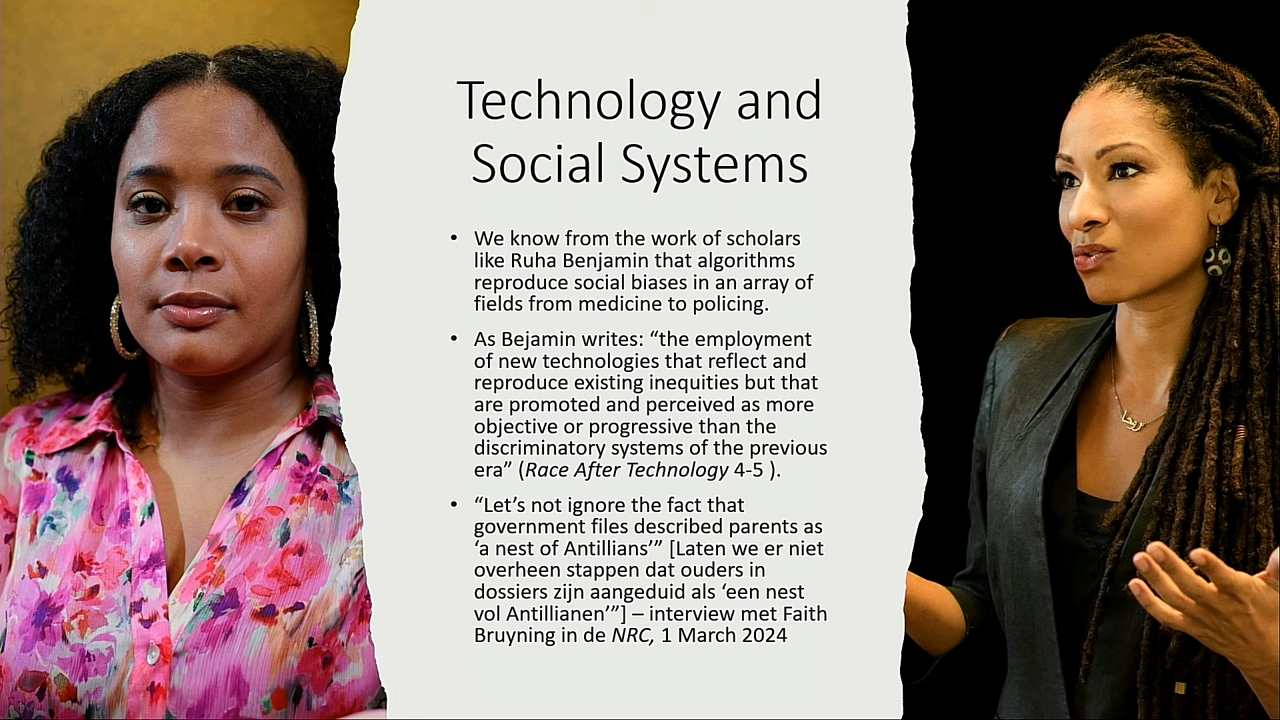 Technology and
Social Systems
• We know from the work of scholars
like Ruha Benjamin that algorithms
reproduce social biases in an array of
fields from medicine to policing.
• As Bejamin writes: “the employment
of new technologies that reflect and
reproduce existing inequities but that
are promoted and perceived as more
objective or progressive than the
discriminatory systems of the previous
era” (Race After Technology 4-5 ).
• “Let’s not ignore the fact that
government files described parents as
‘a nest of Antillians’” [Laten we er niet
overheen stappen dat ouders in
dossiers zijn aangeduid als ‘een nest
vol Antillianen’”] – interview met Faith
Bruyning in de NRC, 1 March 2024